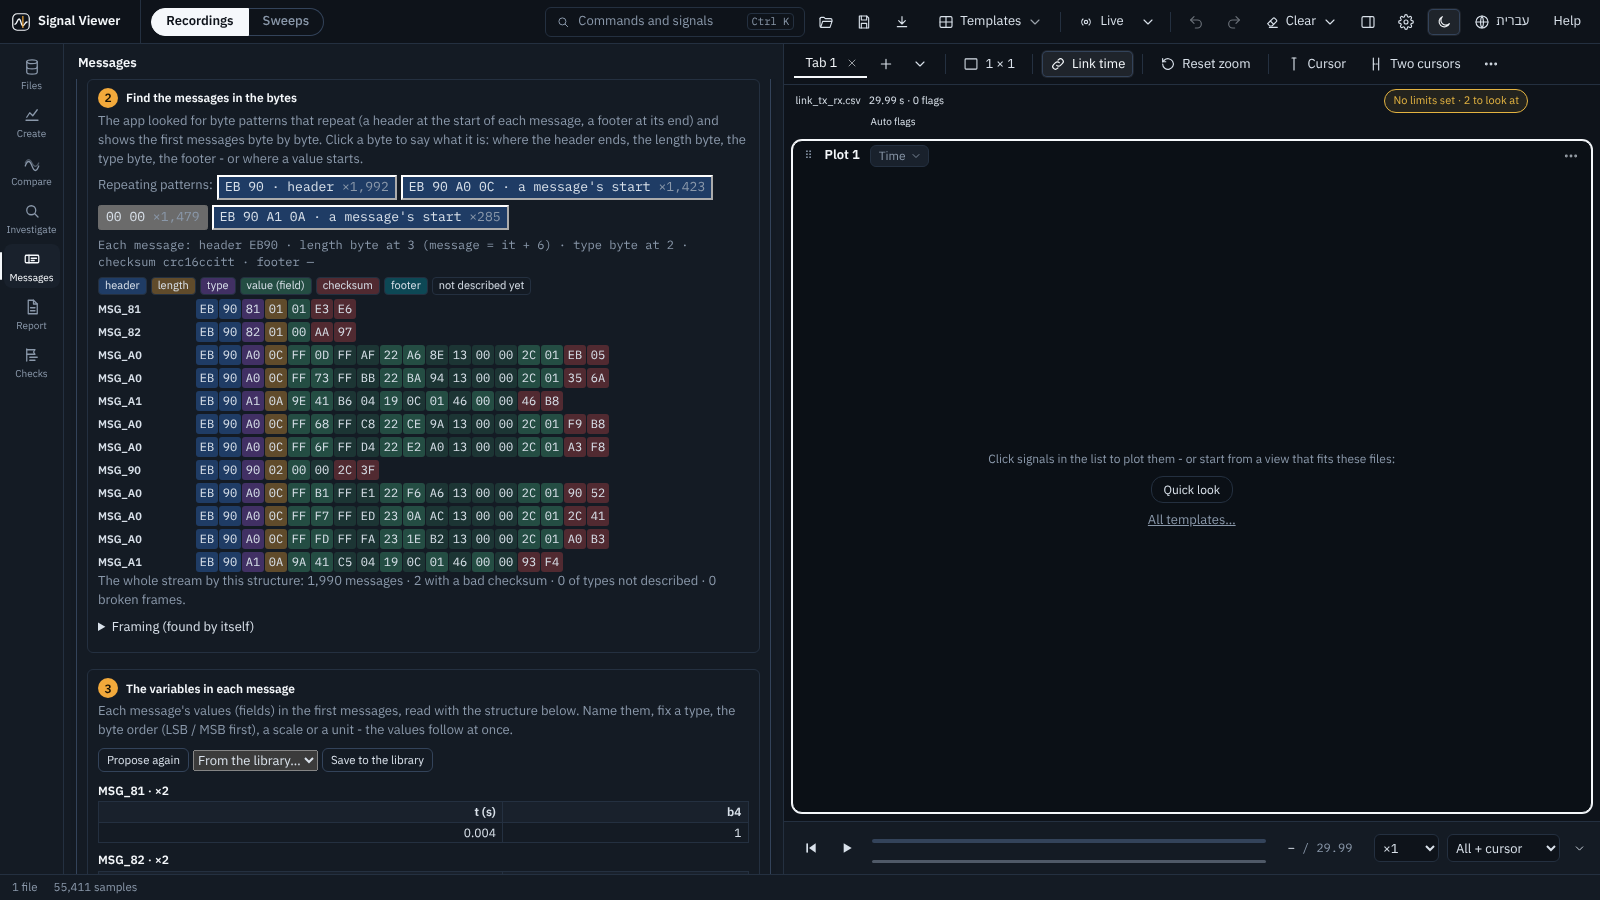 Signal Viewer
Recordings
Sweeps
Commands and signals
Ctrl K
Templates
Live
Clear
עברית
Help
Files
Create
Compare
Investigate
Messages
Report
Checks
Messages
2 Find the messages in the bytes
The app looked for byte patterns that repeat (a header at the start of each message, a footer at its end) and
shows the first messages byte by byte. Click a byte to say what it is: where the header ends, the length byte, the
type byte, the footer - or where a value starts.
Repeating patterns: EB 90 · header ×1,992 EB 90 A0 0C · a message's start ×1,423
00 00 ×1,479 EB 90 A1 0A · a message's start ×285
Each message: header EB90 · length byte at 3 (message = it + 6) · type byte at 2 ·
checksum crc16ccitt · footer —
header length type value (field) checksum footer not described yet
MSG_81 EB 90 81 01 01 E3 E6
MSG_82 EB 90 82 01 00 AA 97
MSG_A0 EB 90 A0 0C FF 0D FF AF 22 A6 8E 13 00 00 2C 01 EB 05
MSG_A0 EB 90 A0 0C FF 73 FF BB 22 BA 94 13 00 00 2C 01 35 6A
MSG_A1 EB 90 A1 0A 9E 41 B6 04 19 0C 01 46 00 00 46 B8
MSG_A0 EB 90 A0 0C FF 68 FF C8 22 CE 9A 13 00 00 2C 01 F9 B8
MSG_A0 EB 90 A0 0C FF 6F FF D4 22 E2 A0 13 00 00 2C 01 A3 F8
MSG_90 EB 90 90 02 00 00 2C 3F
MSG_A0 EB 90 A0 0C FF B1 FF E1 22 F6 A6 13 00 00 2C 01 90 52
MSG_A0 EB 90 A0 0C FF F7 FF ED 23 0A AC 13 00 00 2C 01 2C 41
MSG_A0 EB 90 A0 0C FF FD FF FA 23 1E B2 13 00 00 2C 01 A0 B3
MSG_A1 EB 90 A1 0A 9A 41 C5 04 19 0C 01 46 00 00 93 F4
The whole stream by this structure: 1,990 messages · 2 with a bad checksum · 0 of types not described · 0
broken frames.
Framing (found by itself)
3 The variables in each message
Each message's values (fields) in the first messages, read with the structure below. Name them, fix a type, the
byte order (LSB / MSB first), a scale or a unit - the values follow at once.
Propose again From the library... Save to the library
MSG_81 · ×2
t (s) b4
0.004 1
MSG_82 · ×2
Tab 1
1 × 1
Link time
Reset zoom
Cursor
Two cursors
link_tx_rx.csv 29.99 s · 0 flags
No limits set · 2 to look at
Auto flags
Plot 1 Time
Click signals in the list to plot them - or start from a view that fits these files:
Quick look
All templates...
– / 29.99
×1
All + cursor
1 file 55,411 samples